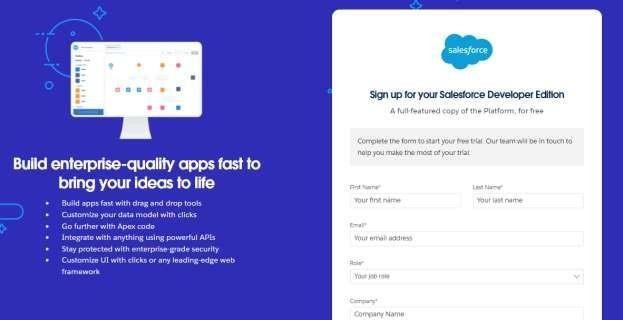 Build enterprise-quality apps fast to
bring your ideas to life
Build apps fast with drag and drop tools
Customize your data model with clicks
Go further with Apex code
Integrate with anything using powerful APIs
Stay protected with enterprise-grade security
Customize UI with clicks or any leading-edge web
framework
salesforce
Sign up for your Salesforce Developer Edition
A full-featured copy of the Platform, for free
Complete the form to start your free trial. Our team will be in touch to
help you make the most of your trial.
First Name* Last Name*
Your first name Your last name
Email*
Your email address
Role*
Your job role
Company*
Company Name